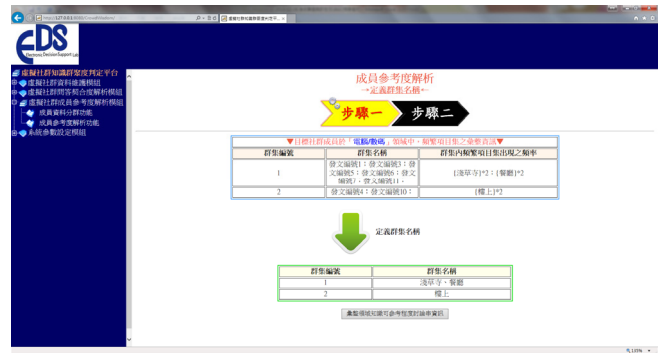 EDS
Electronic Decision Support Lab
虛擬社群知識群聚度判定平台
虛擬社群資料維護模組
虛擬社群問答契合度解析模組
虛擬社群成員參考度解析模組
成員資料分群功能
成員參考度解析功能
系統參數設定模組
成員參考度解析
→定義群集名稱←
步驟一
步驟二
▼目標社群成員於「電腦/數碼」領域中，頻繁項目集之彙整資訊▼
群集編號 群集名稱 群集內頻繁項目集出現之頻率
1 發文編號1；發文編號3；發文編號5；發文編號6；發文編號7；發文編號11； {淺草寺}*2；{餐廳}*2
2 發文編號4；發文編號10； {樓上}*2
定義群集名稱
群集編號 群集名稱
1 淺草寺、餐廳
2 樓上
彙整領域知識可參考程度討論串資訊
135%